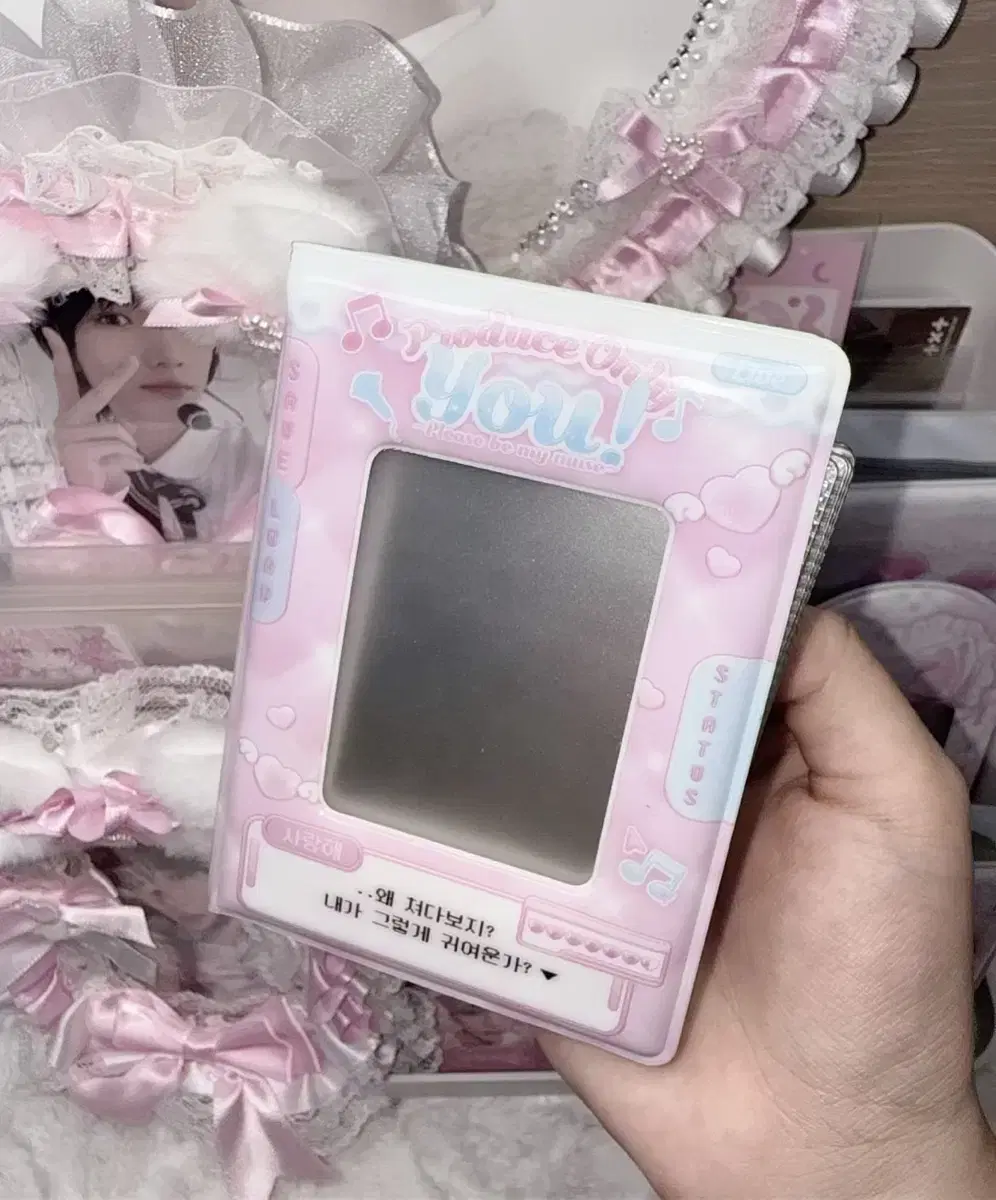 Produce Only
You!
~Please be my muse~
SAVE
LOAD
STATUS
사랑해
..왜 쳐다보지?
내가 그렇게 귀여운가?